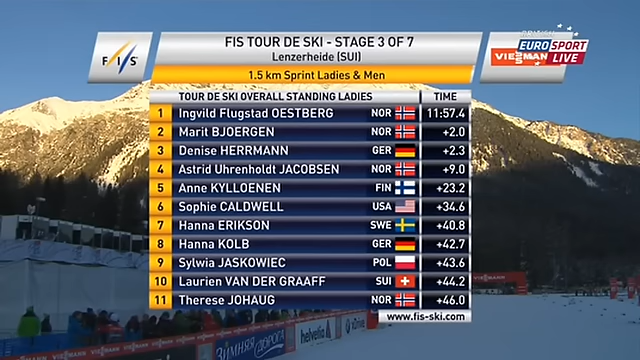 FIS TOUR DE SKI - STAGE 3 OF 7
Lenzerheide (SUI)
1.5 km Sprint Ladies & Men
F/I/S
VIESSMANN
BRITISH
EUROSPORT
LIVE
TOUR DE SKI OVERALL STANDING LADIES TIME
1 Ingvild Flugstad OESTBERG NOR 11:57.4
2 Marit BJOERGEN NOR +2.0
3 Denise HERRMANN GER +2.3
4 Astrid Uhrenholdt JACOBSEN NOR +9.0
5 Anne KYLLOENEN FIN +23.2
6 Sophie CALDWELL USA +34.6
7 Hanna ERIKSON SWE +40.8
8 Hanna KOLB GER +42.7
9 Sylwia JASKOWIEC POL +43.6
10 Laurien VAN DER GRAAFF SUI +44.2
11 Therese JOHAUG NOR +46.0
www.fis-ski.com
VIESSMANN
ЗИМНЯЯ ДОРОГА
helvetia